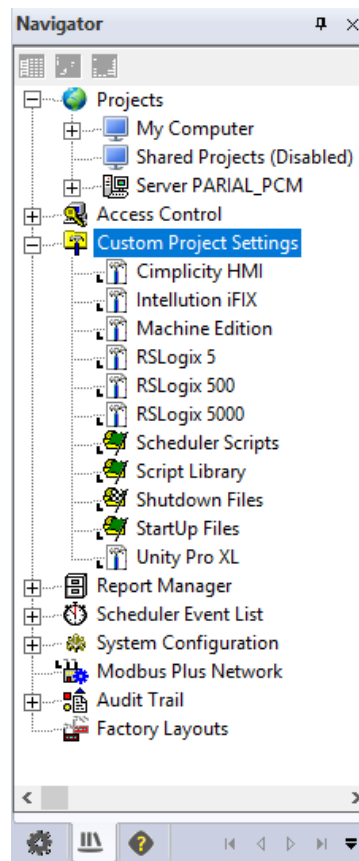 Navigator
Projects
My Computer
Shared Projects (Disabled)
Server PARIAL_PCM
Access Control
Custom Project Settings
Cimplicity HMI
Intellution iFIX
Machine Edition
RSLogix 5
RSLogix 500
RSLogix 5000
Scheduler Scripts
Script Library
Shutdown Files
StartUp Files
Unity Pro XL
Report Manager
Scheduler Event List
System Configuration
Modbus Plus Network
Audit Trail
Factory Layouts